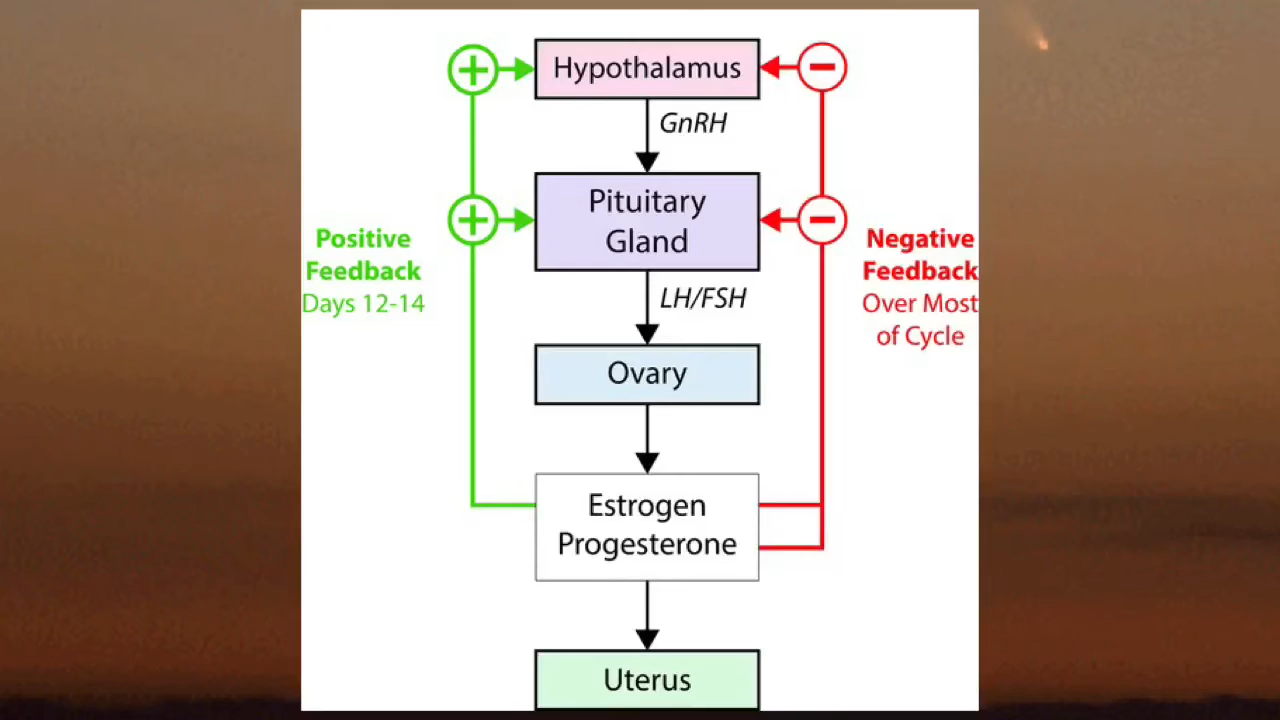 Hypothalamus
GnRH
Pituitary
Gland
Positive
Feedback
Days 12-14
Negative
Feedback
Over Most
of Cycle
LH/FSH
Ovary
Estrogen
Progesterone
Uterus